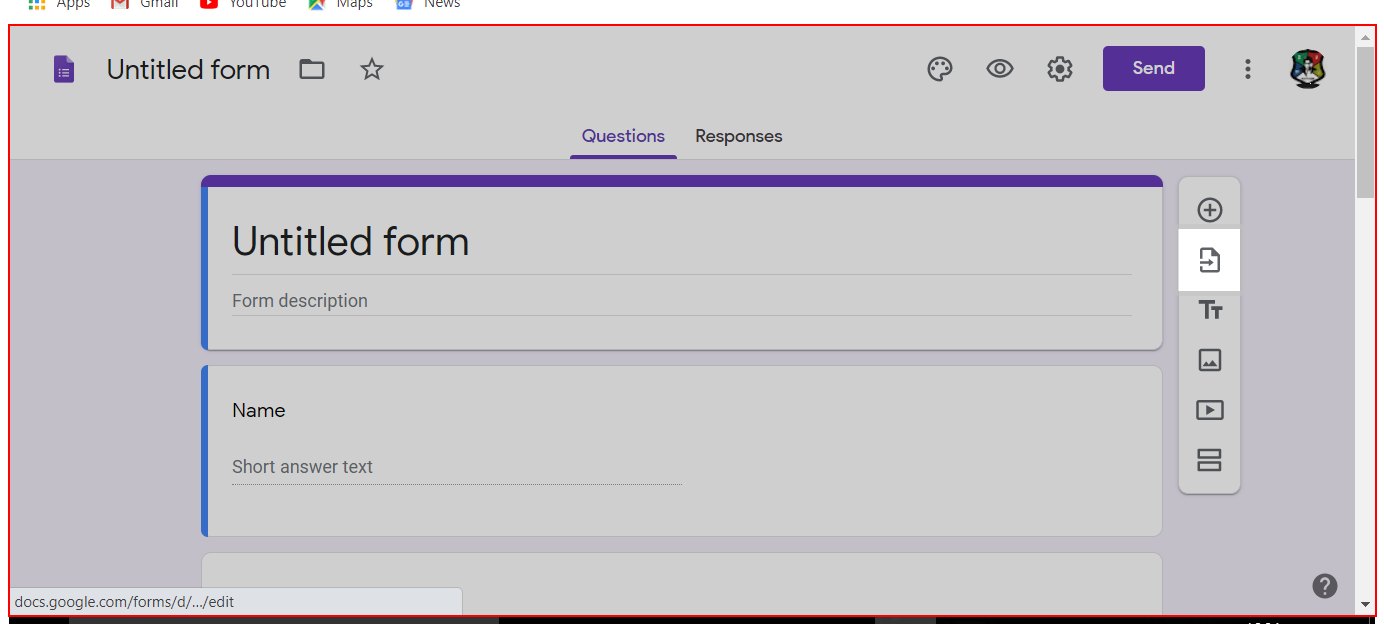 Apps Gmail YouTube Maps News
Untitled form
Send
Questions Responses
Untitled form
Form description
Tт
Name
Short answer text
docs.google.com/forms/d/.../edit